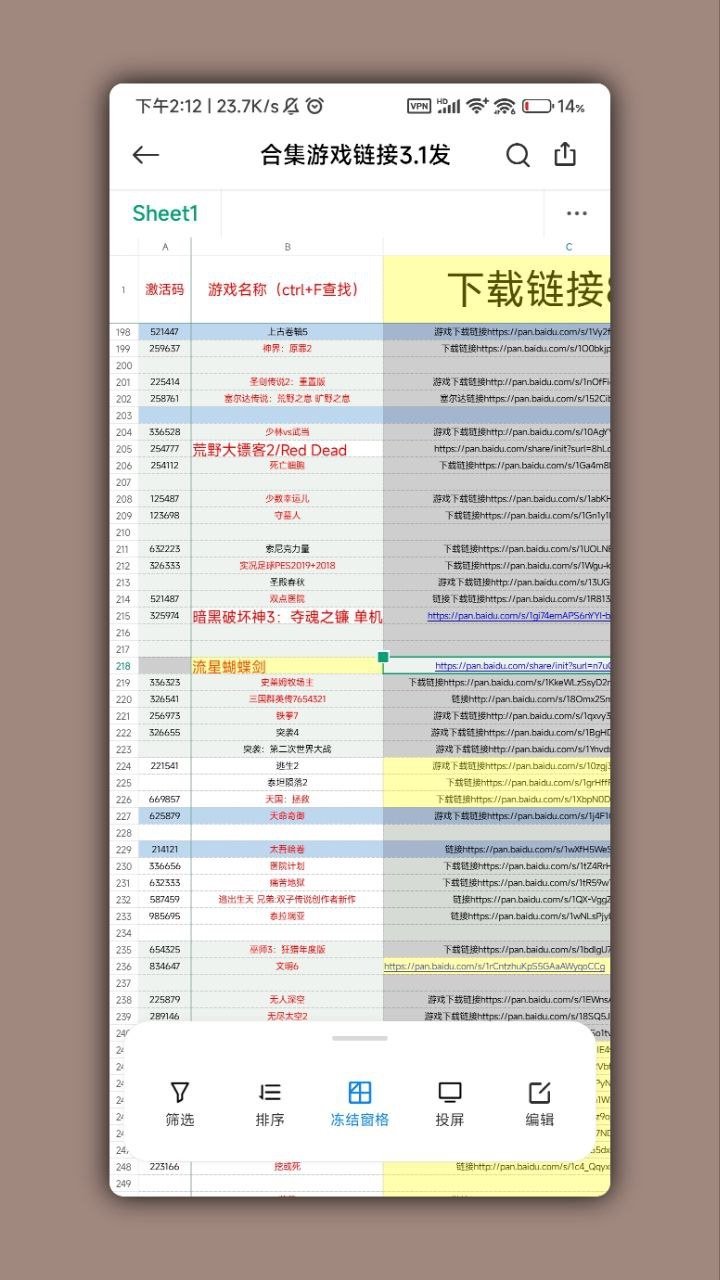 下午2:12 | 23.7K/s VPN HD 14%
合集游戏链接3.1发
Sheet1
A B C
1 激活码 游戏名称（ctrl+F查找） 下载链接
198 521447 上古卷轴5 游戏下载链接https://pan.baidu.com/s/1Vy2f
199 259637 神界：原罪2 下载链接https://pan.baidu.com/s/1O0bkjp
200
201 225414 圣剑传说2：重置版 游戏下载链接http://pan.baidu.com/s/1nOfFi
202 258761 塞尔达传说：荒野之息 旷野之息 塞尔达链接https://pan.baidu.com/s/152Cib
203
204 336528 少林vs武当 游戏下载链接http://pan.baidu.com/s/10AgY
205 254777 荒野大镖客2/Red Dead https://pan.baidu.com/share/init?surl=8hLc
206 254112 死亡细胞 下载链接https://pan.baidu.com/s/1Ga4m8
207
208 125487 少数幸运儿 游戏下载链接https://pan.baidu.com/s/1abKH
209 123698 守墓人 下载链接https://pan.baidu.com/s/1Gn1y1
210
211 632223 索尼克力量 下载链接https://pan.baidu.com/s/1UOLN
212 326333 实况足球PES2019+2018 下载链接https://pan.baidu.com/s/1Wgu-k
213 圣殿春秋 游戏下载链接http://pan.baidu.com/s/13UG
214 521487 双点医院 链接下载链接https://pan.baidu.com/s/1R813
215 325974 暗黑破坏神3：夺魂之镰 单机 https://pan.baidu.com/s/1gi74emAPS6nYYI-b
216
217
218 流星蝴蝶剑 https://pan.baidu.com/share/init?surl=n7u
219 336323 史莱姆牧场主 下载链接https://pan.baidu.com/s/1KkeWLzSsyD2r
220 326541 三国群英传7654321 链接http://pan.baidu.com/s/18Omx2Sm
221 256973 铁拳7 游戏下载链接http://pan.baidu.com/s/1qxvy3
222 326655 突袭4 游戏下载链接https://pan.baidu.com/s/1BgHD
223 突袭：第二次世界大战 游戏下载链接http://pan.baidu.com/s/1Ynvd
224 221541 逃生2 游戏下载链接https://pan.baidu.com/s/10zgj3
225 泰坦陨落2 下载链接https://pan.baidu.com/s/1grHff
226 669857 天国：拯救 下载链接https://pan.baidu.com/s/1XbpN0D
227 625879 天命奇御 游戏下载链接https://pan.baidu.com/s/1j4F1
228
229 214121 太吾绘卷 链接https://pan.baidu.com/s/1wXfH5We
230 336656 医院计划 下载链接https://pan.baidu.com/s/1tZ4RrH
231 632333 痛苦地狱 下载链接https://pan.baidu.com/s/1tR59w
232 587459 逃出生天 兄弟:双子传说创作者新作 链接https://pan.baidu.com/s/1QX-VggZ
233 985695 泰拉瑞亚 链接https://pan.baidu.com/s/1wNLsPjy
234
235 654325 巫师3：狂猎年度版 下载链接https://pan.baidu.com/s/1bdlgU7
236 834647 文明6 https://pan.baidu.com/s/1rCntzhuKpS5GAaAWyqoCCg
237
238 225879 无人深空 游戏下载链接https://pan.baidu.com/s/1EWns
239 289146 无尽太空2 游戏下载链接https://pan.baidu.com/s/18SQ5J
筛选 排序 冻结窗格 投屏 编辑
248 223166 挖或死 链接http://pan.baidu.com/s/1c4_Qqyx
249